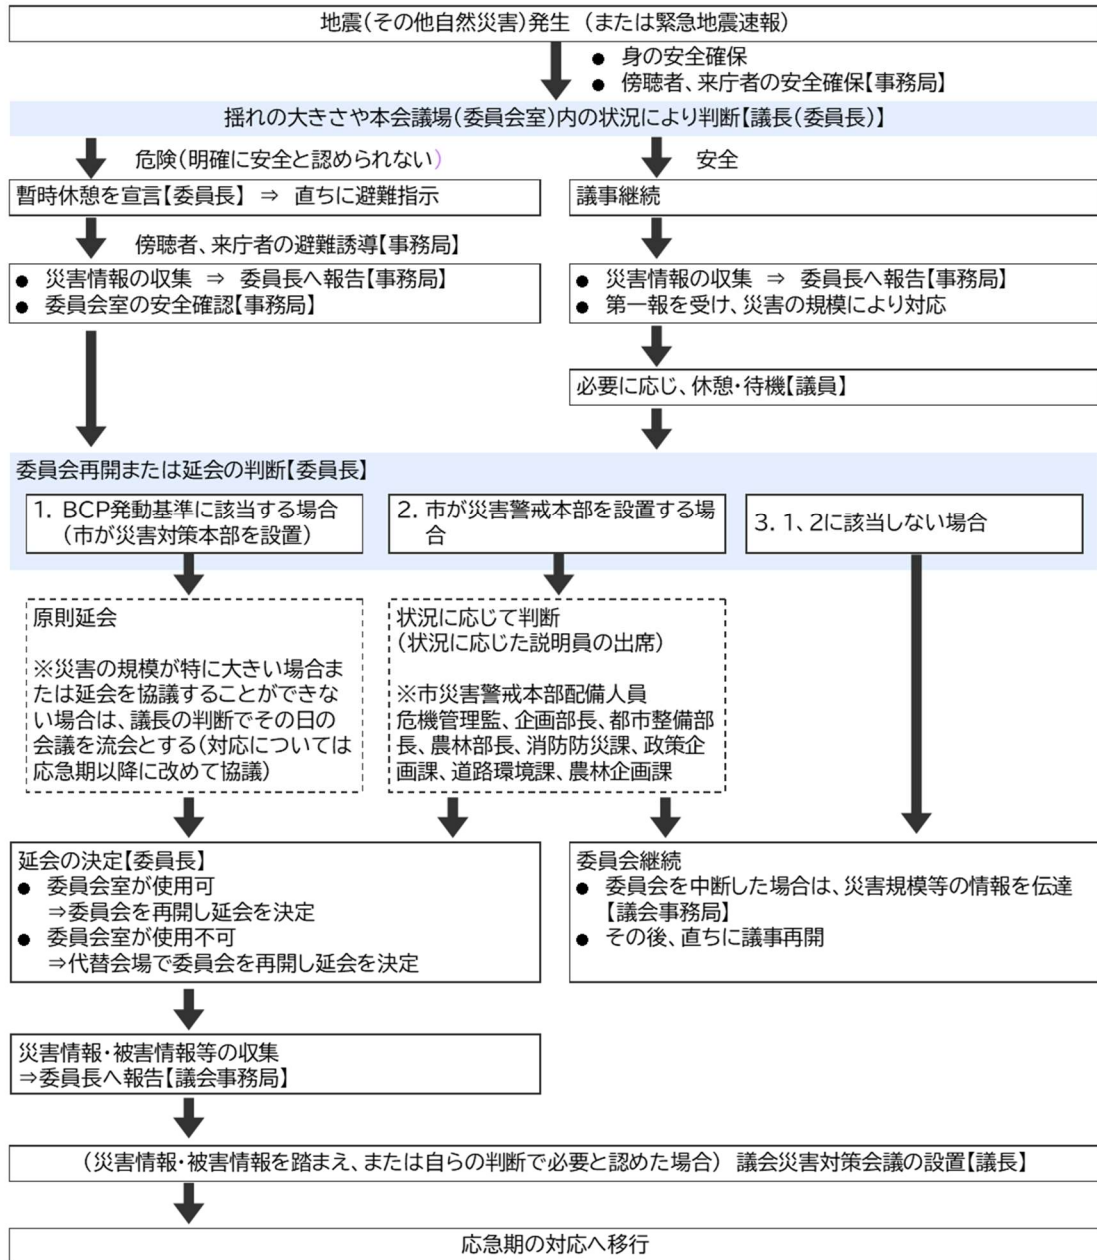 地震(その他自然災害)発生 (または緊急地震速報)
● 身の安全確保
● 傍聴者、来庁者の安全確保【事務局】
揺れの大きさや本会議場(委員会室)内の状況により判断【議長(委員長)】
危険(明確に安全と認められない)
安全
暫時休憩を宣言【委員長】 ⇒ 直ちに避難指示
議事継続
傍聴者、来庁者の避難誘導【事務局】
● 災害情報の収集 ⇒ 委員長へ報告【事務局】
● 委員会室の安全確認【事務局】
● 災害情報の収集 ⇒ 委員長へ報告【事務局】
● 第一報を受け、災害の規模により対応
必要に応じ、休憩・待機【議員】
委員会再開または延会の判断【委員長】
1. BCP発動基準に該当する場合
(市が災害対策本部を設置)
2. 市が災害警戒本部を設置する場
合
3. 1、2に該当しない場合
原則延会
※災害の規模が特に大きい場合ま
たは延会を協議することができな
い場合は、議長の判断でその日の
会議を流会とする(対応については
応急期以降に改めて協議)
状況に応じて判断
(状況に応じた説明員の出席)
※市災害警戒本部配備人員
危機管理監、企画部長、都市整備部
長、農林部長、消防防災課、政策企
画課、道路環境課、農林企画課
延会の決定【委員長】
● 委員会室が使用可
⇒委員会を再開し延会を決定
● 委員会室が使用不可
⇒代替会場で委員会を再開し延会を決定
委員会継続
● 委員会を中断した場合は、災害規模等の情報を伝達
【議会事務局】
● その後、直ちに議事再開
災害情報・被害情報等の収集
⇒委員長へ報告【議会事務局】
(災害情報・被害情報を踏まえ、または自らの判断で必要と認めた場合) 議会災害対策会議の設置【議長】
応急期の対応へ移行